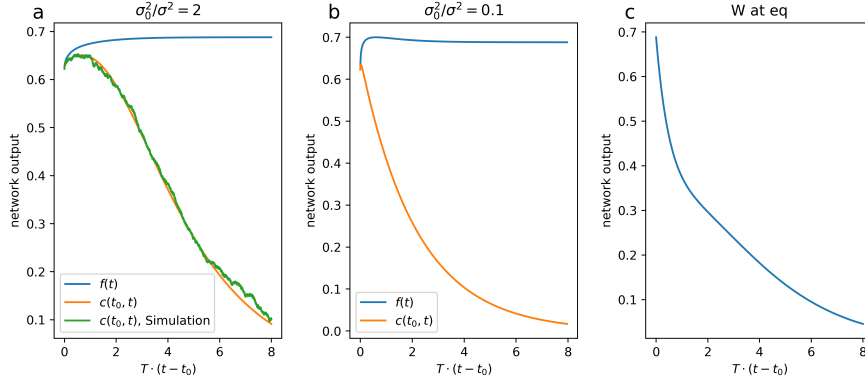 a
σ₀²/σ² = 2
network output
0.7
0.6
0.5
0.4
0.3
0.2
0.1
f(t)
c(t₀, t)
c(t₀, t), Simulation
0 2 4 6 8
T · (t − t₀)
b
σ₀²/σ² = 0.1
network output
0.7
0.6
0.5
0.4
0.3
0.2
0.1
0.0
f(t)
c(t₀, t)
0 2 4 6 8
T · (t − t₀)
c
W at eq
network output
0.7
0.6
0.5
0.4
0.3
0.2
0.1
0 2 4 6 8
T · (t − t₀)